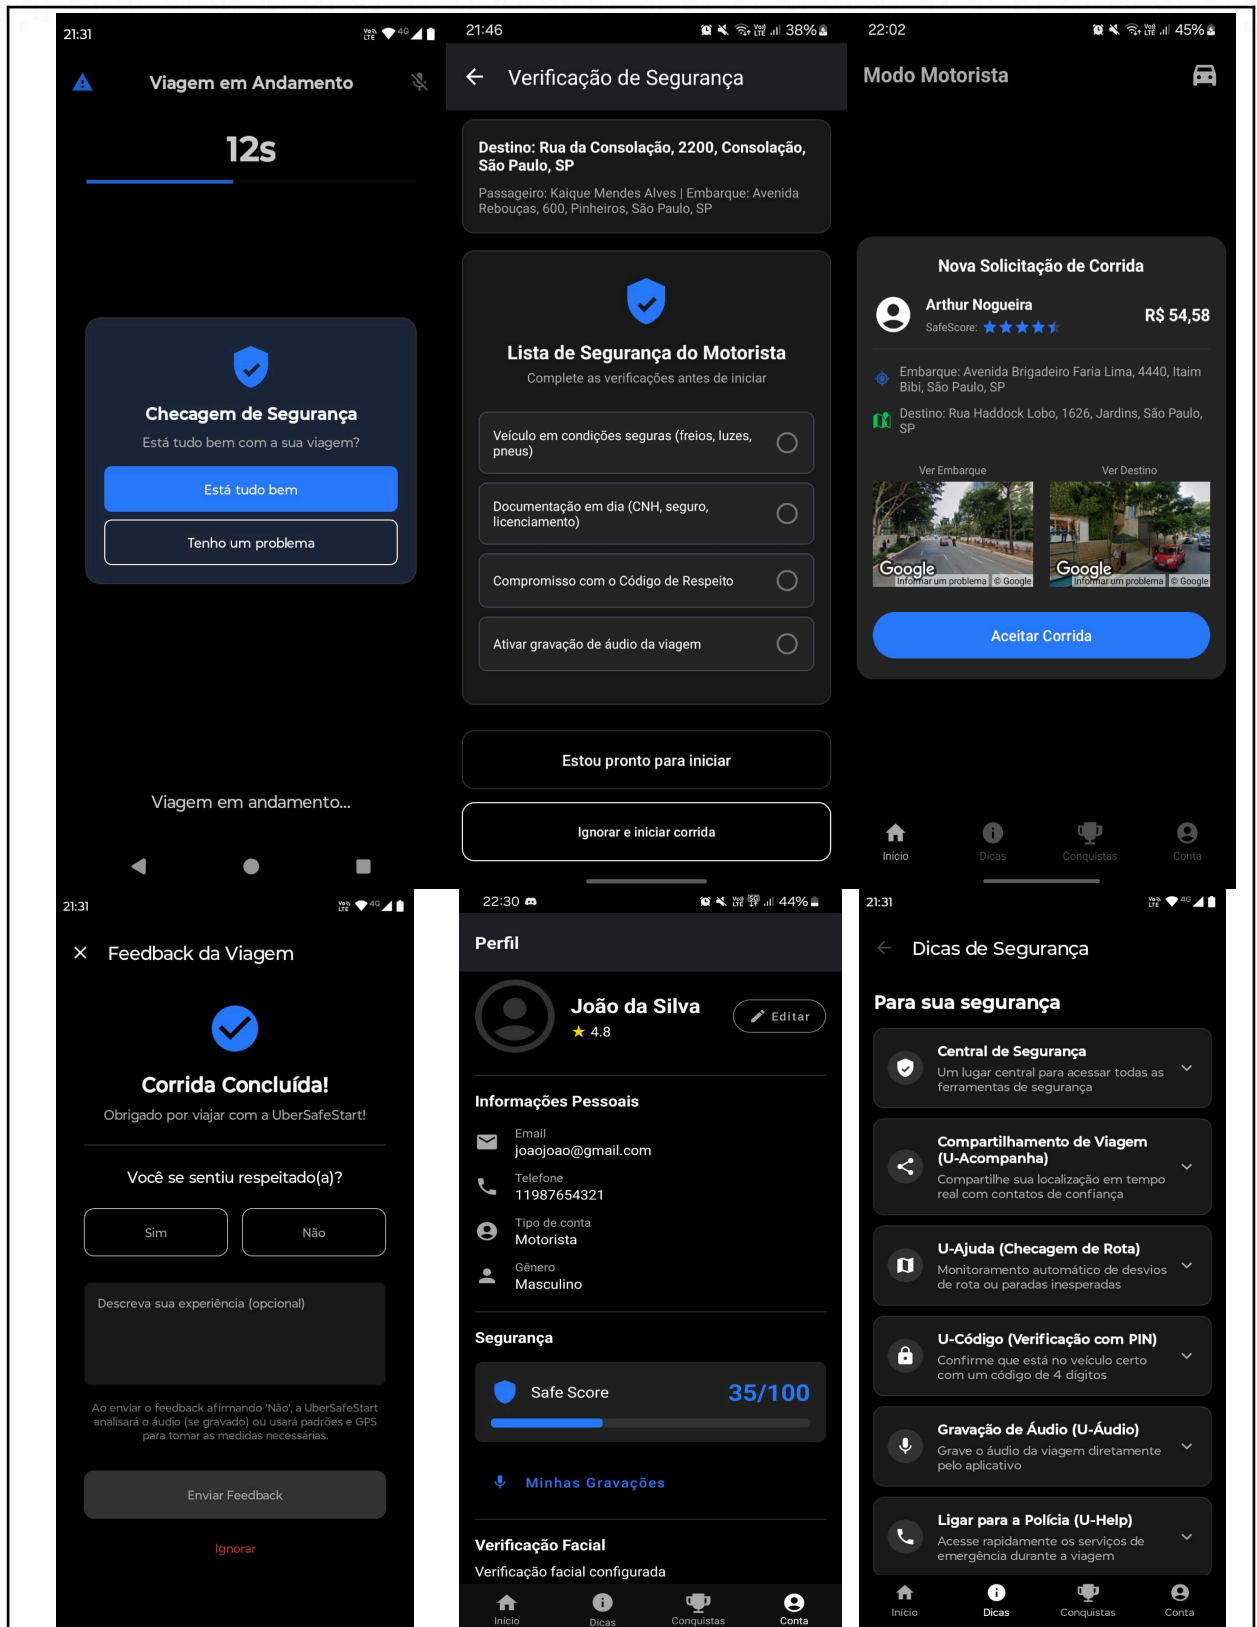 21:31
4G
Viagem em Andamento
12s
Checagem de Segurança
Está tudo bem com a sua viagem?
Está tudo bem
Tenho um problema
Viagem em andamento...
21:46
38%
Verificação de Segurança
Destino: Rua da Consolação, 2200, Consolação,
São Paulo, SP
Passageiro: Kaique Mendes Alves | Embarque: Avenida
Rebouças, 600, Pinheiros, São Paulo, SP
Lista de Segurança do Motorista
Complete as verificações antes de iniciar
Veículo em condições seguras (freios, luzes,
pneus)
Documentação em dia (CNH, seguro,
licenciamento)
Compromisso com o Código de Respeito
Ativar gravação de áudio da viagem
Estou pronto para iniciar
Ignorar e iniciar corrida
22:02
45%
Modo Motorista
Nova Solicitação de Corrida
Arthur Nogueira
R$ 54,58
SafeScore:
Embarque: Avenida Brigadeiro Faria Lima, 4440, Itaim
Bibi, São Paulo, SP
Destino: Rua Haddock Lobo, 1626, Jardins, São Paulo,
SP
Ver Embarque
Ver Destino
Google
Informar um problema © Google
Google
Informar um problema © Google
Aceitar Corrida
Início Dicas Conquistas Conta
21:31
4G
Feedback da Viagem
Corrida Concluída!
Obrigado por viajar com a UberSafeStart!
Você se sentiu respeitado(a)?
Sim
Não
Descreva sua experiência (opcional)
Ao enviar o feedback afirmando 'Não', a UberSafeStart
analisará o áudio (se gravado) ou usará padrões e GPS
para tomar as medidas necessárias.
Enviar Feedback
Ignorar
22:30
44%
Perfil
João da Silva
4.8
Editar
Informações Pessoais
Email
joaojoao@gmail.com
Telefone
11987654321
Tipo de conta
Motorista
Gênero
Masculino
Segurança
Safe Score
35/100
Minhas Gravações
Verificação Facial
Verificação facial configurada
Início Dicas Conquistas Conta
21:31
4G
Dicas de Segurança
Para sua segurança
Central de Segurança
Um lugar central para acessar todas as
ferramentas de segurança
Compartilhamento de Viagem
(U-Acompanha)
Compartilhe sua localização em tempo
real com contatos de confiança
U-Ajuda (Checagem de Rota)
Monitoramento automático de desvios
de rota ou paradas inesperadas
U-Código (Verificação com PIN)
Confirme que está no veículo certo
com um código de 4 dígitos
Gravação de Áudio (U-Áudio)
Grave o áudio da viagem diretamente
pelo aplicativo
Ligar para a Polícia (U-Help)
Acesse rapidamente os serviços de
emergência durante a viagem
Início Dicas Conquistas Conta